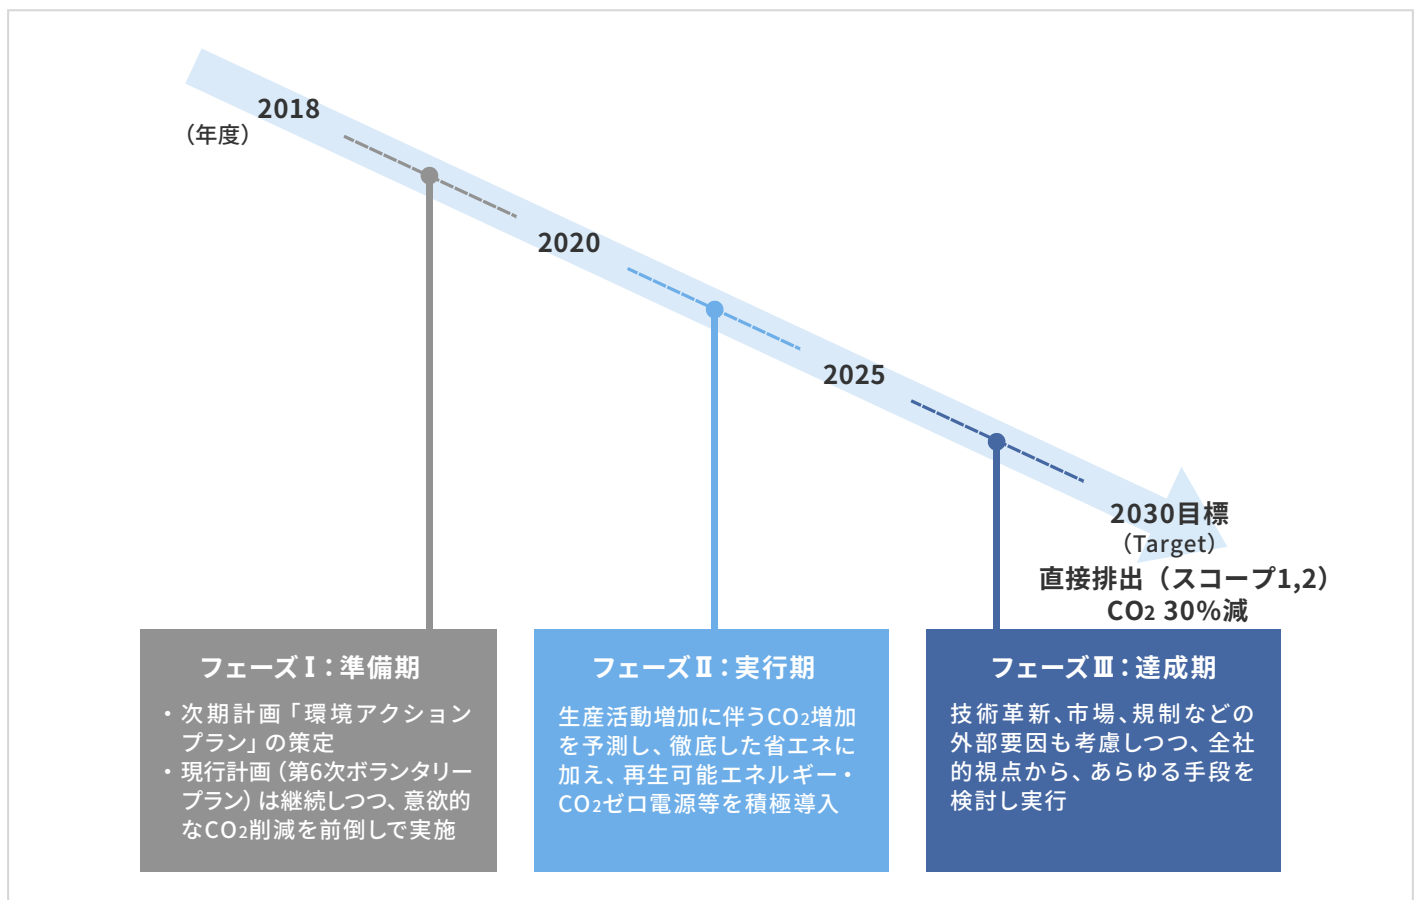 2018
（年度）
2020
2025
2030目標
（Target）
直接排出（スコープ1,2）
CO2 30%減
フェーズⅠ：準備期
・次期計画「環境アクション
プラン」の策定
・現行計画（第6次ボランタリー
プラン）は継続しつつ、意欲的
なCO2削減を前倒しで実施
フェーズⅡ：実行期
生産活動増加に伴うCO2増加
を予測し、徹底した省エネに
加え、再生可能エネルギー・
CO2ゼロ電源等を積極導入
フェーズⅢ：達成期
技術革新、市場、規制などの
外部要因も考慮しつつ、全社
的視点から、あらゆる手段を
検討し実行